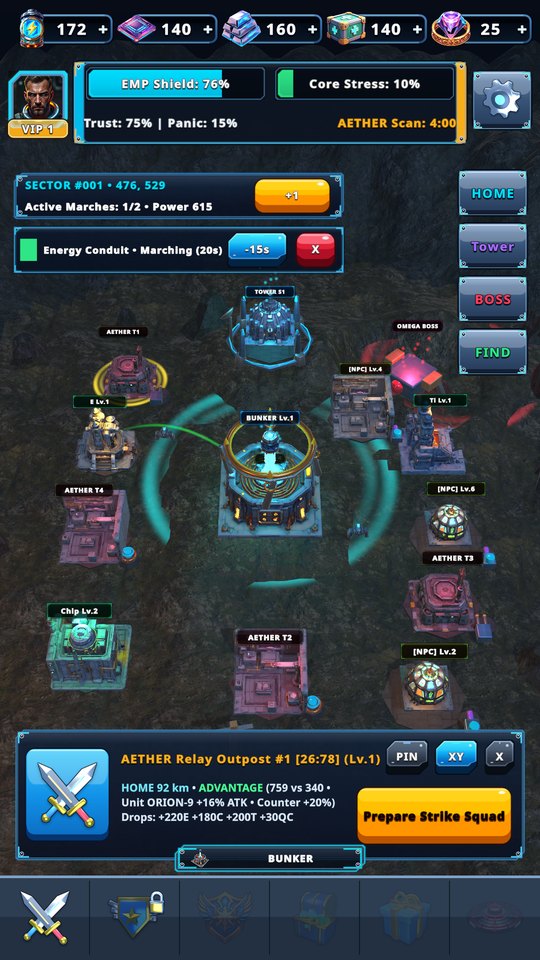 172 +
140 +
160 +
140 +
25 +
EMP Shield: 76%
Core Stress: 10%
VIP 1
Trust: 75% | Panic: 15%
AETHER Scan: 4:00
SECTOR #001 • 476, 529
Active Marches: 1/2 • Power 615
+1
HOME
Energy Conduit • Marching (20s)
-15s
X
Tower
BOSS
FIND
TOWER S1
AETHER T1
OMEGA BOSS
[NPC] Lv.4
E Lv.1
BUNKER Lv.1
Ti Lv.1
AETHER T4
[NPC] Lv.6
AETHER T3
Chip Lv.2
AETHER T2
[NPC] Lv.2
AETHER Relay Outpost #1 [26:78] (Lv.1)
PIN
XY
X
HOME 92 km • ADVANTAGE (759 vs 340 •
Unit ORION-9 +16% ATK • Counter +20%)
Drops: +220E +180C +200T +30QC
Prepare Strike Squad
BUNKER